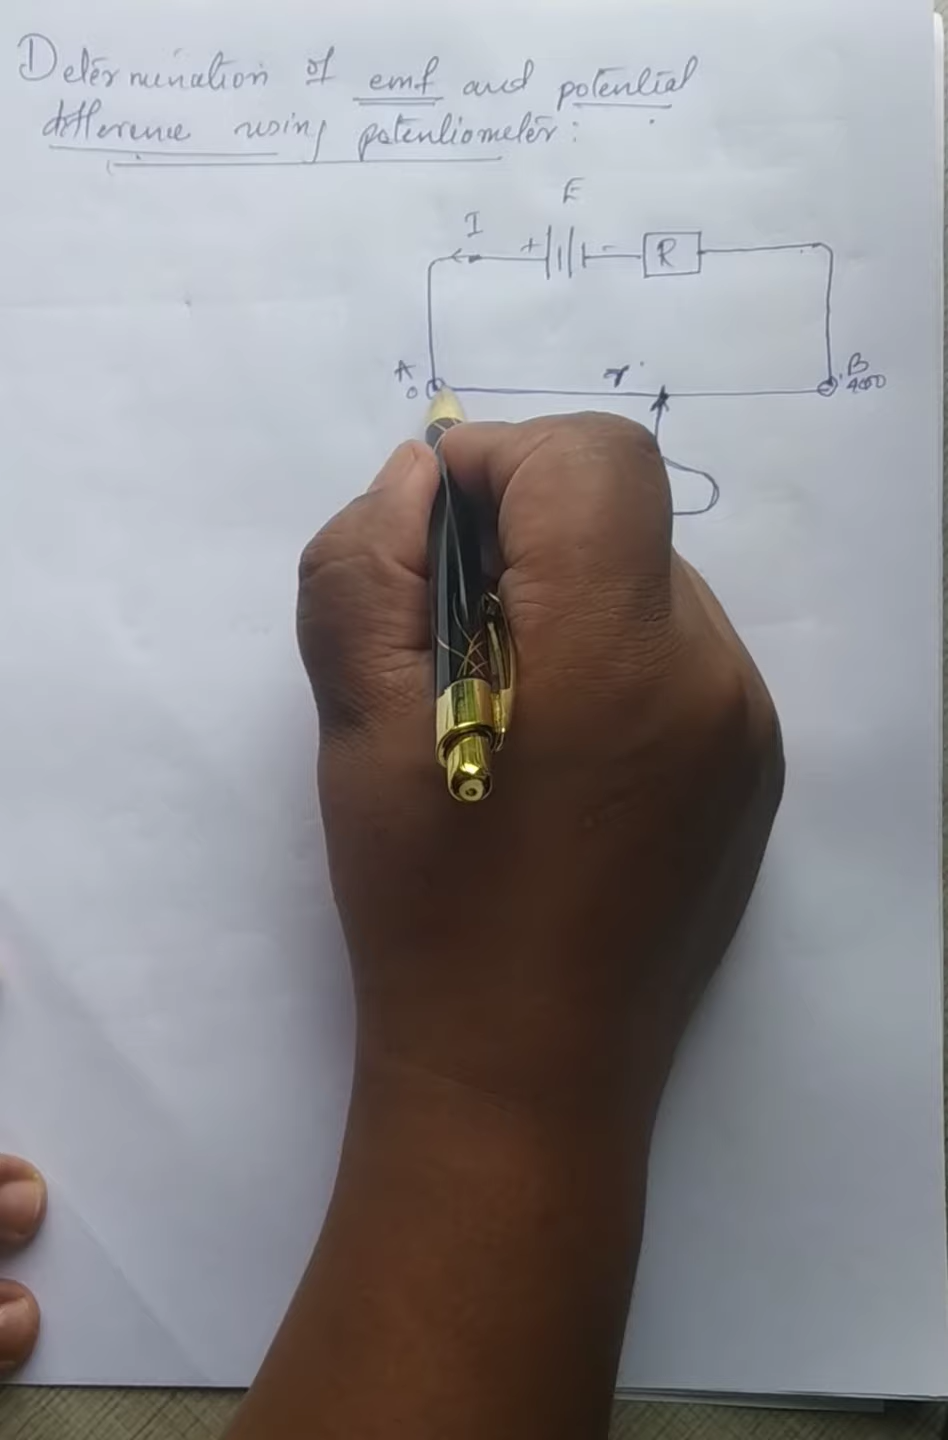 Determination of emf and potential
difference using potentiometer:
E
I
+ -
R
A
r
B
0
400